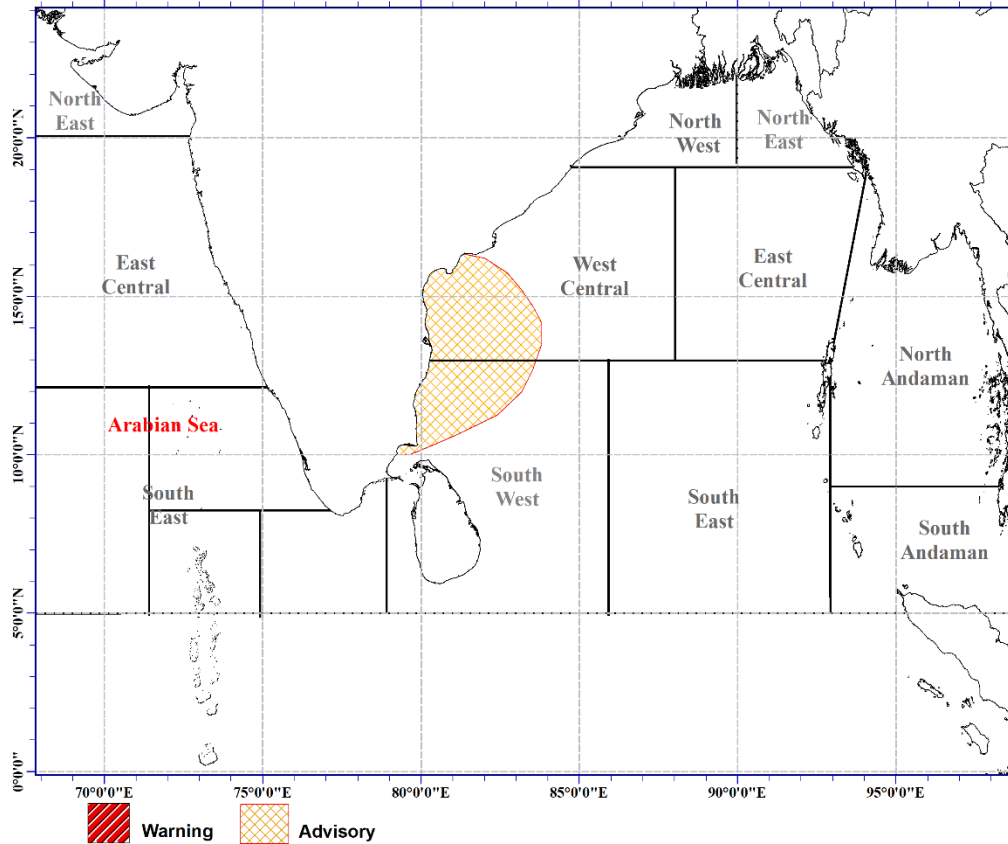 North
East
North
West
North
East
20°0'0"N
East
Central
West
Central
East
Central
15°0'0"N
North
Andaman
Arabian Sea
10°0'0"N
South
East
South
West
South
East
South
Andaman
5°0'0"N
0°0'0"
70°0'0"E
75°0'0"E
80°0'0"E
85°0'0"E
90°0'0"E
95°0'0"E
Warning
Advisory